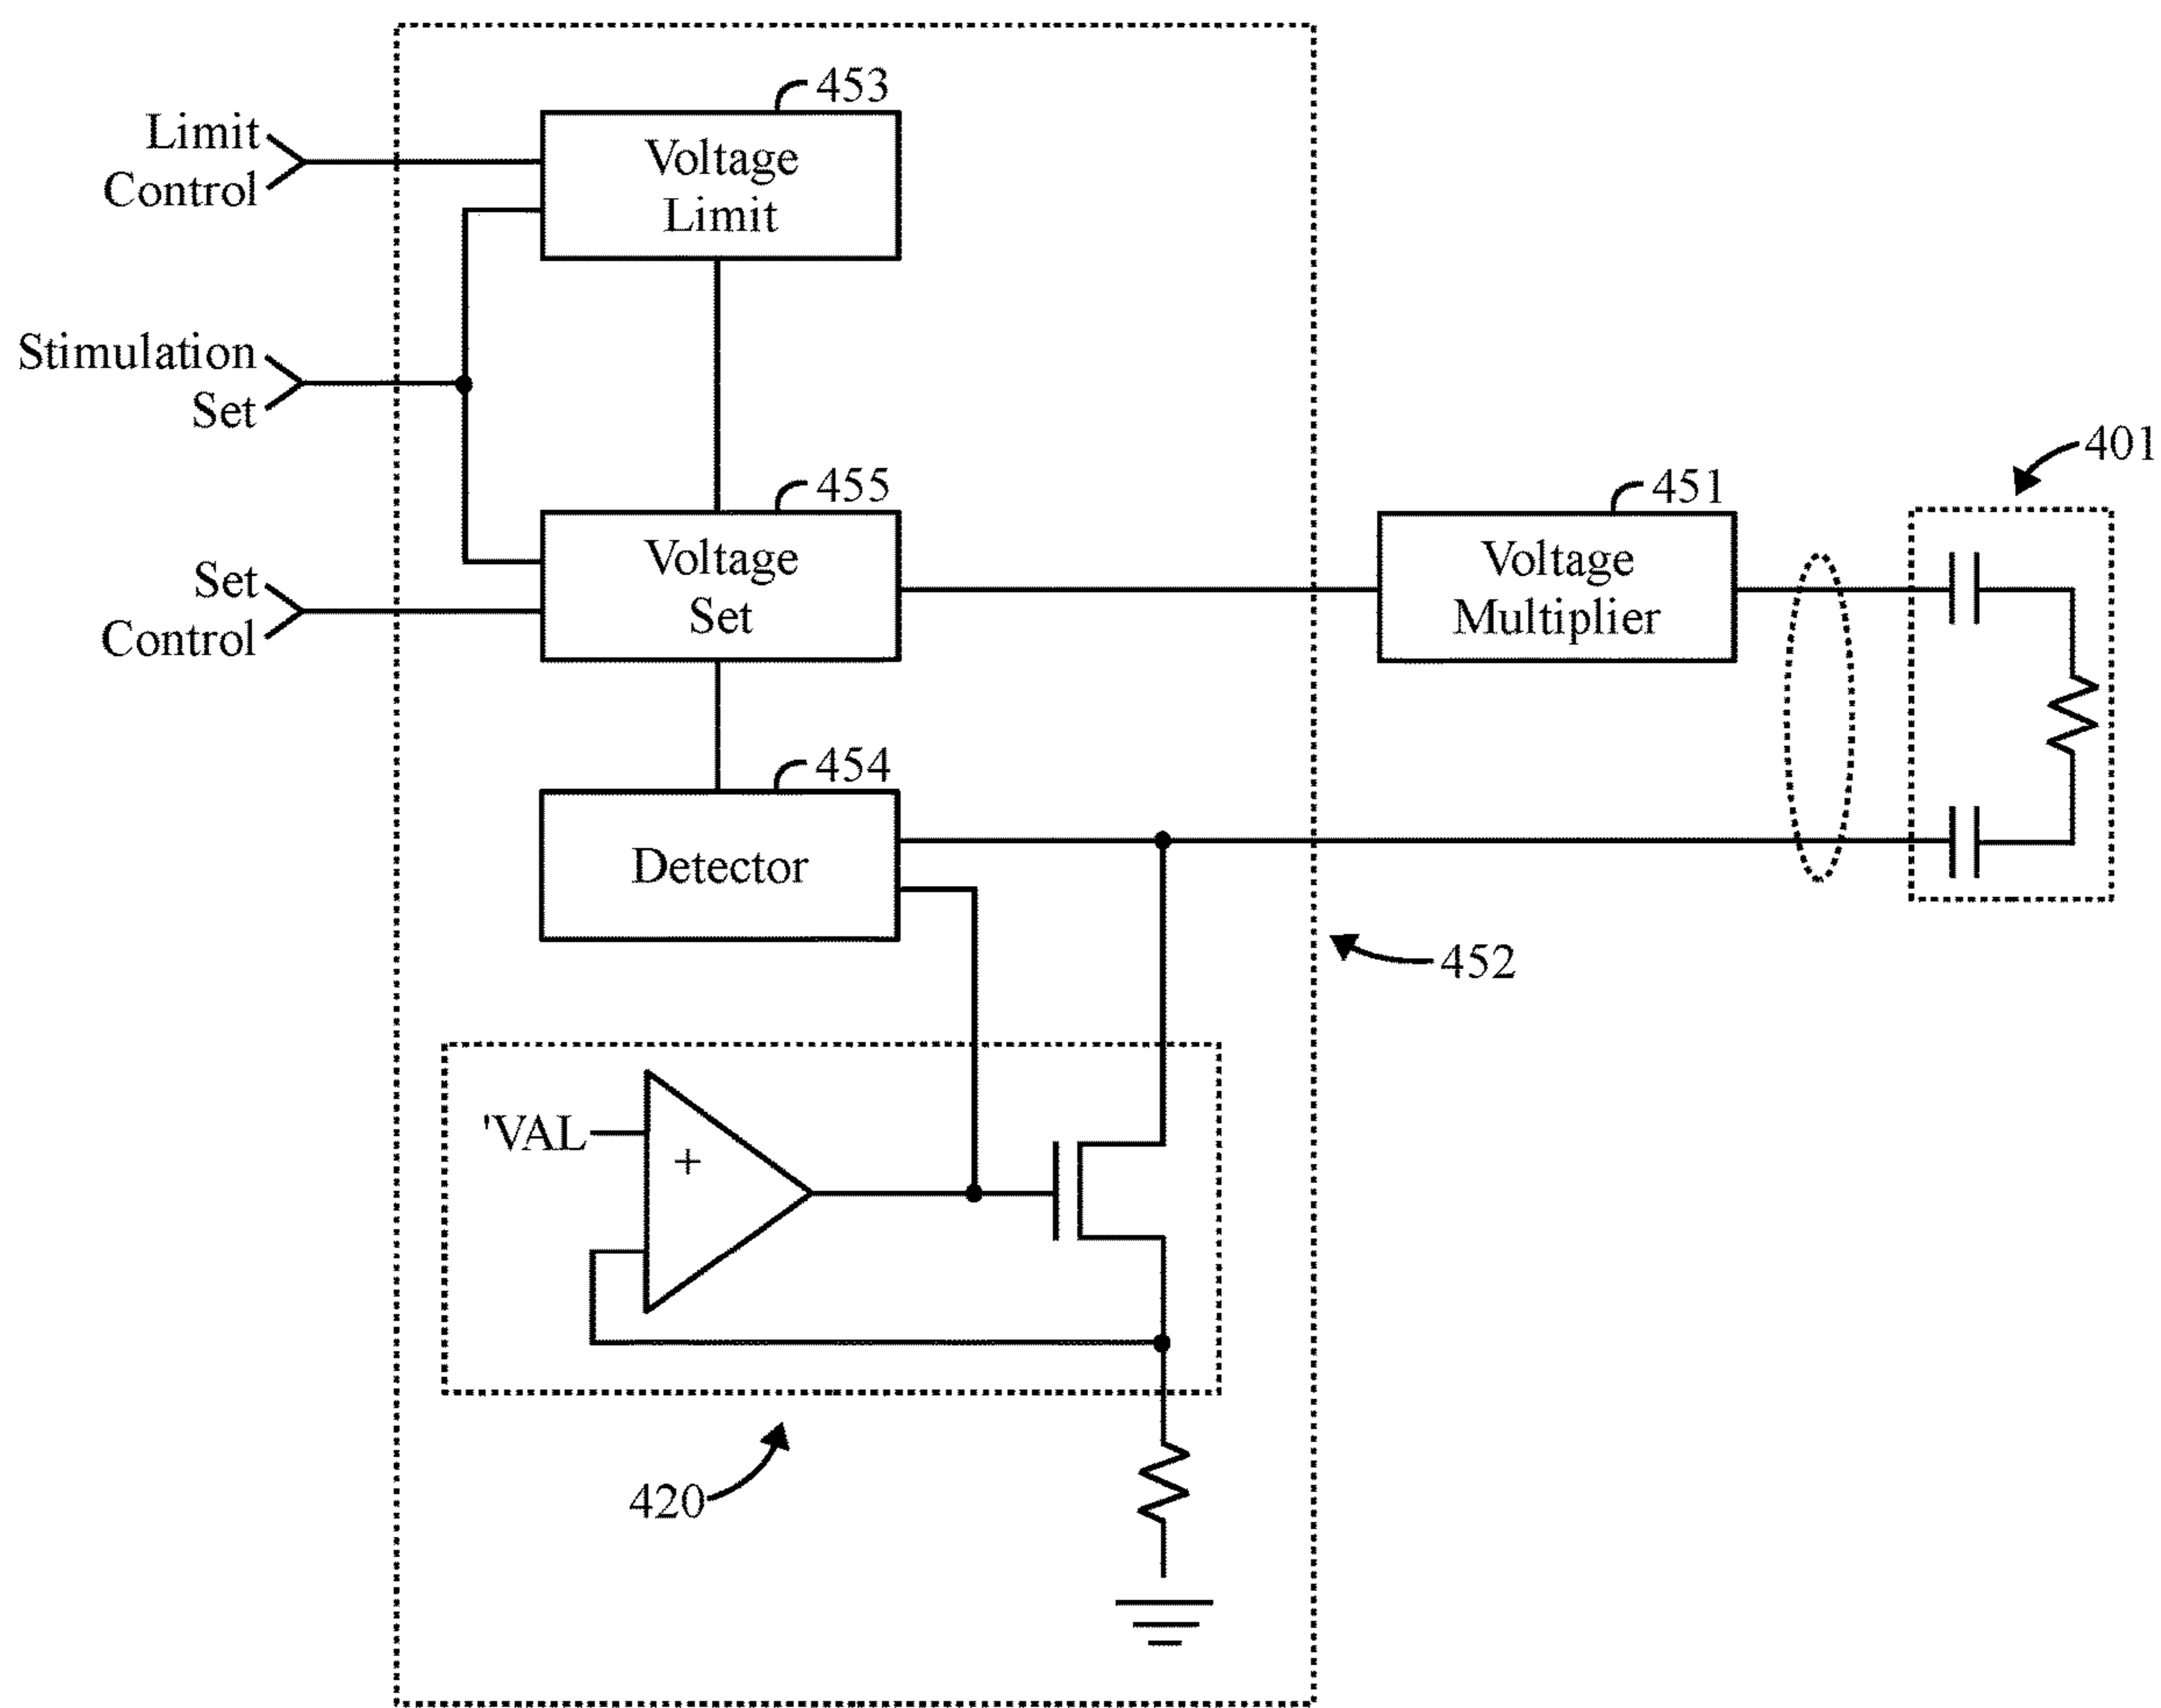 453
Limit
Control
Voltage
Limit
Stimulation
Set
401
455
451
Set
Control
Voltage
Set
Voltage
Multiplier
454
Detector
452
'VAL
+
420